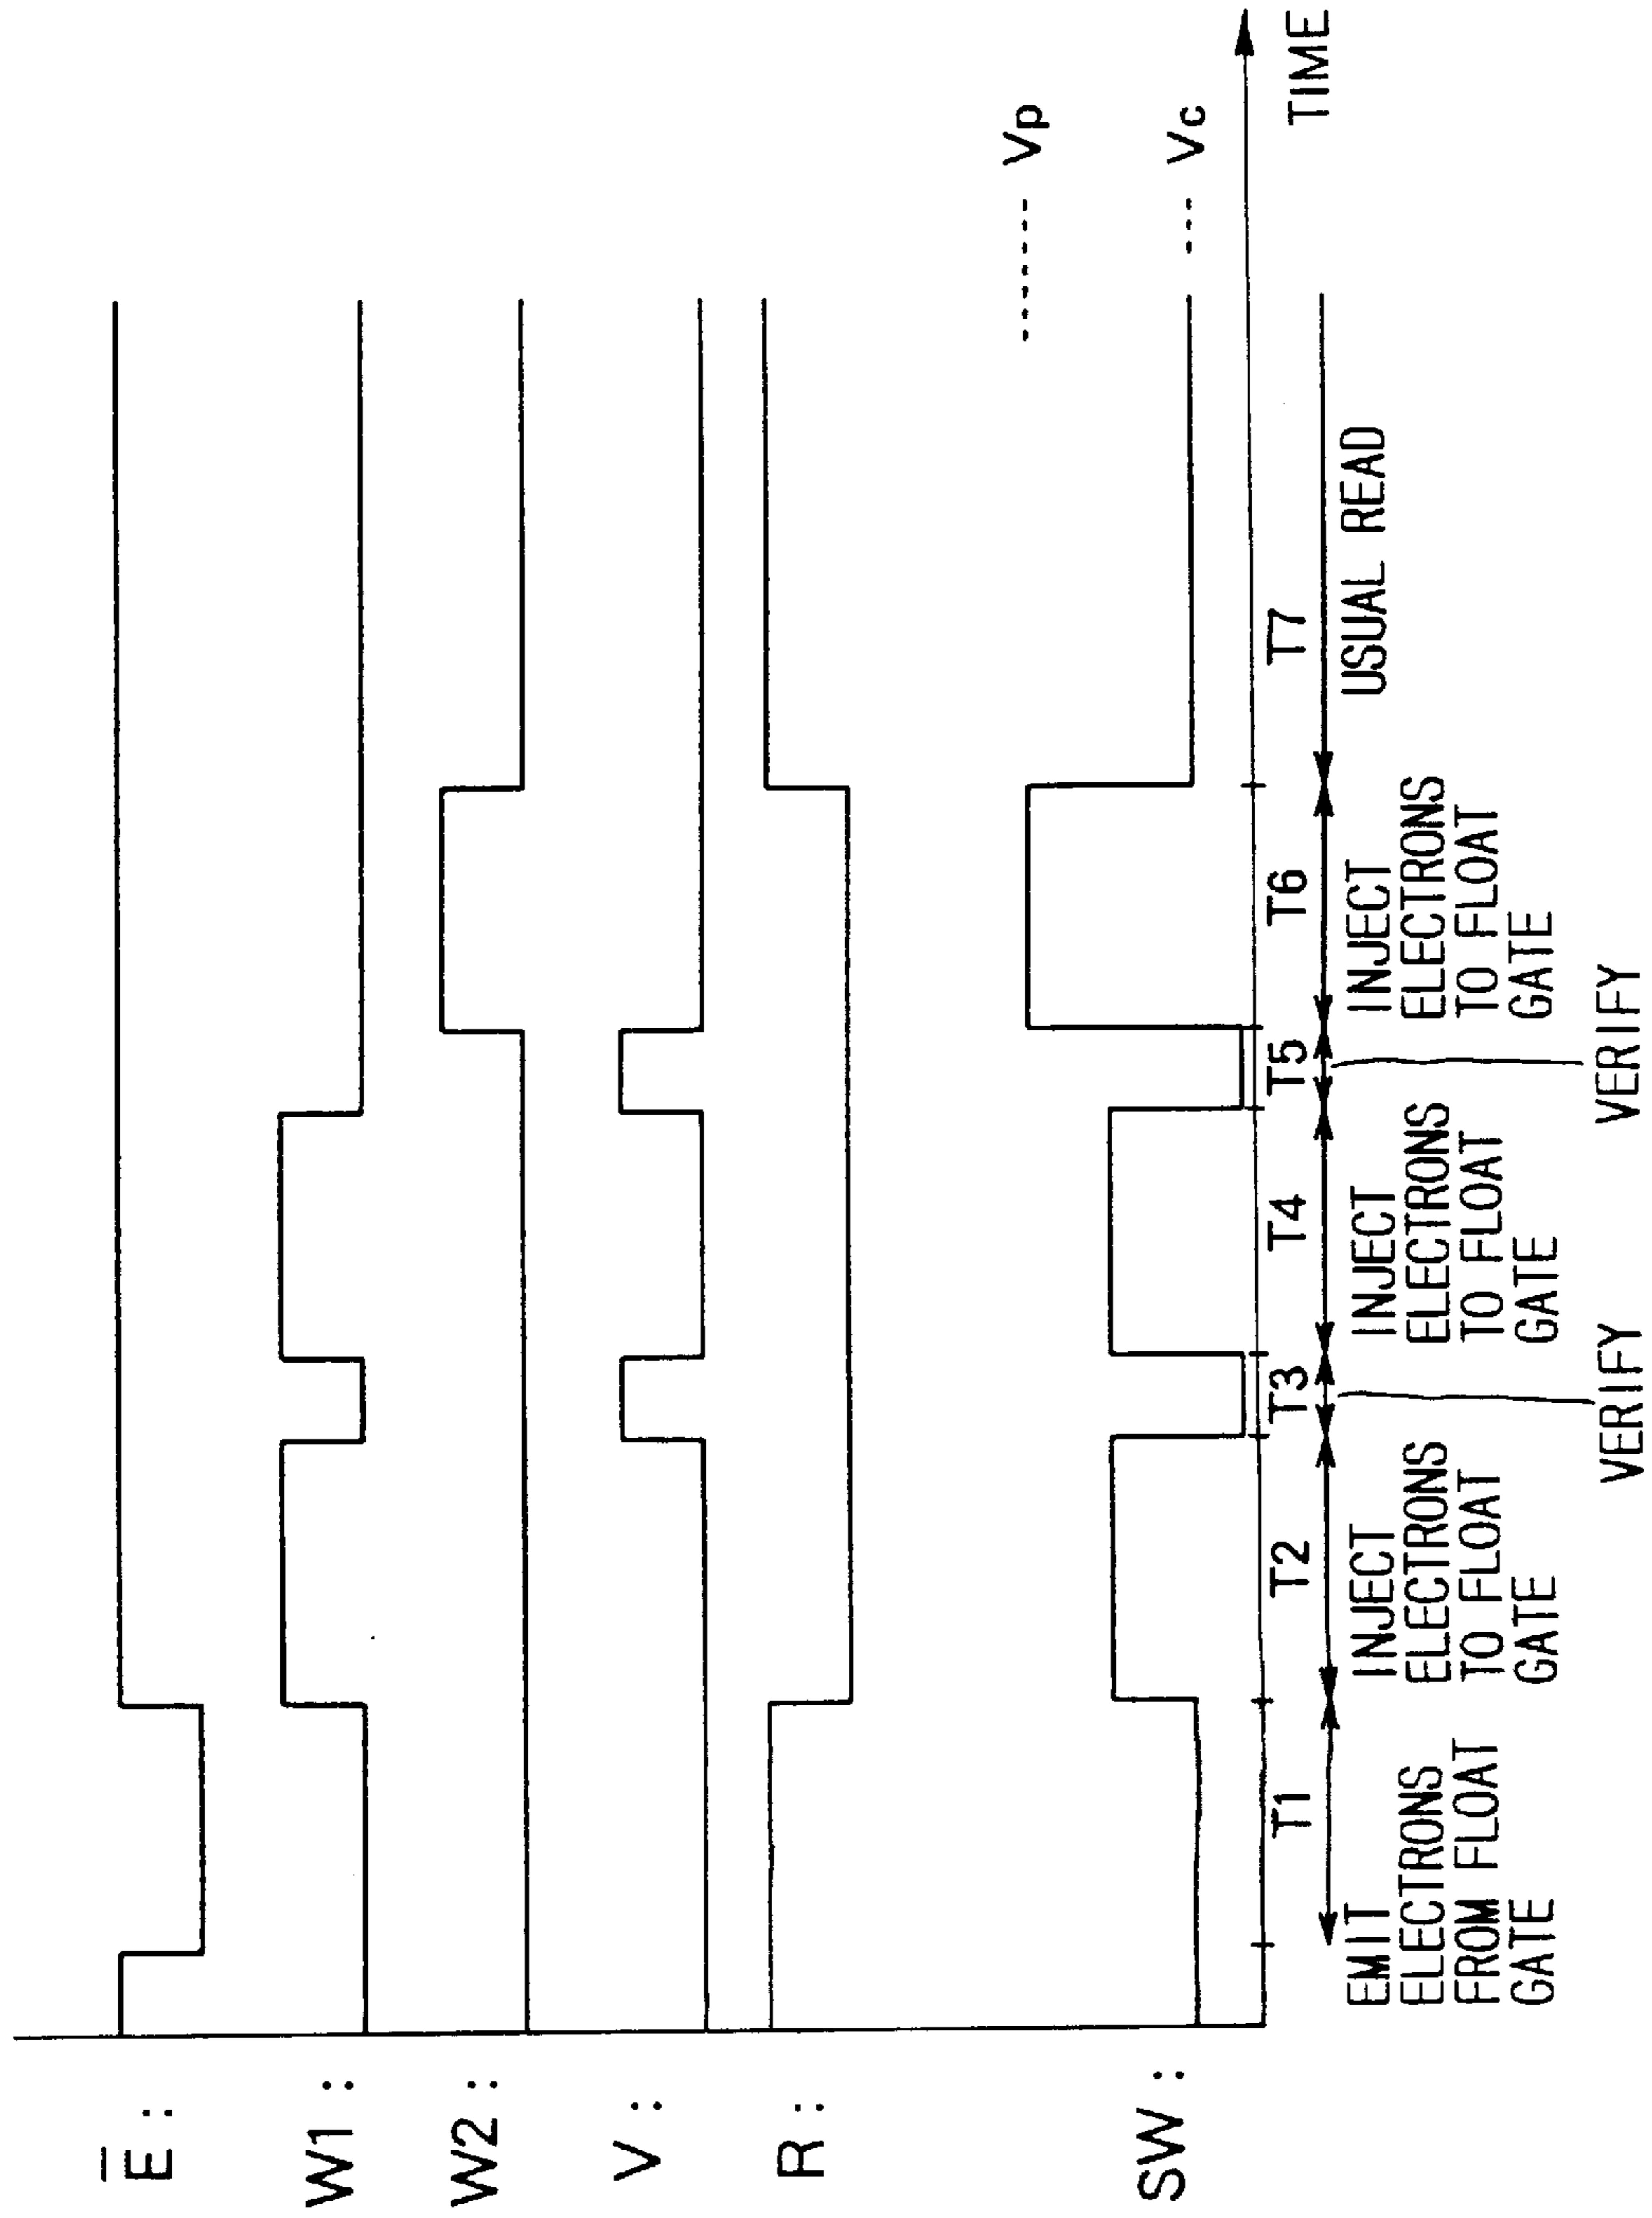 E̅ :
W1 :
W2 :
V :
R :
SW :
Vp
Vc
TIME
T1
T2
T3
T4
T5
T6
T7
EMIT
ELECTRONS
FROM FLOAT
GATE
INJECT
ELECTRONS
TO FLOAT
GATE
VERIFY
INJECT
ELECTRONS
TO FLOAT
GATE
VERIFY
INJECT
ELECTRONS
TO FLOAT
GATE
USUAL READ